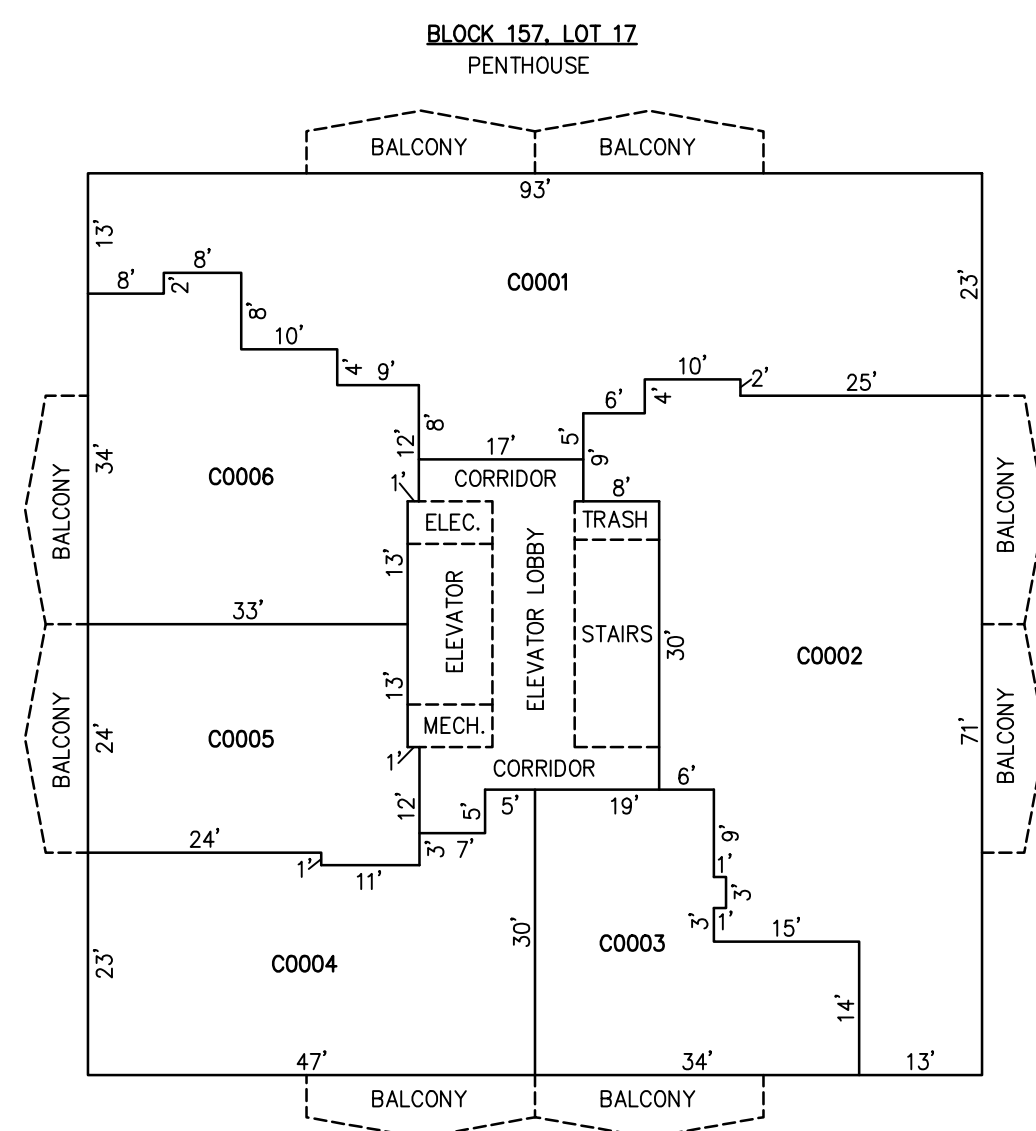 BLOCK 157, LOT 17
PENTHOUSE
BALCONY
BALCONY
93'
13'
8'
8'
2'
8'
10'
4'
9'
8'
12'
C0001
23'
10'
2'
25'
6'
4'
5'
9'
17'
CORRIDOR
8'
1'
ELEC.
TRASH
34'
C0006
BALCONY
BALCONY
13'
ELEVATOR
ELEVATOR LOBBY
STAIRS
30'
C0002
33'
13'
MECH.
1'
24'
C0005
BALCONY
BALCONY
71'
CORRIDOR
6'
12'
5'
5'
19'
3'
7'
24'
1'
11'
9'
1'
3'
3'
1'
15'
23'
C0004
30'
C0003
14'
47'
34'
13'
BALCONY
BALCONY